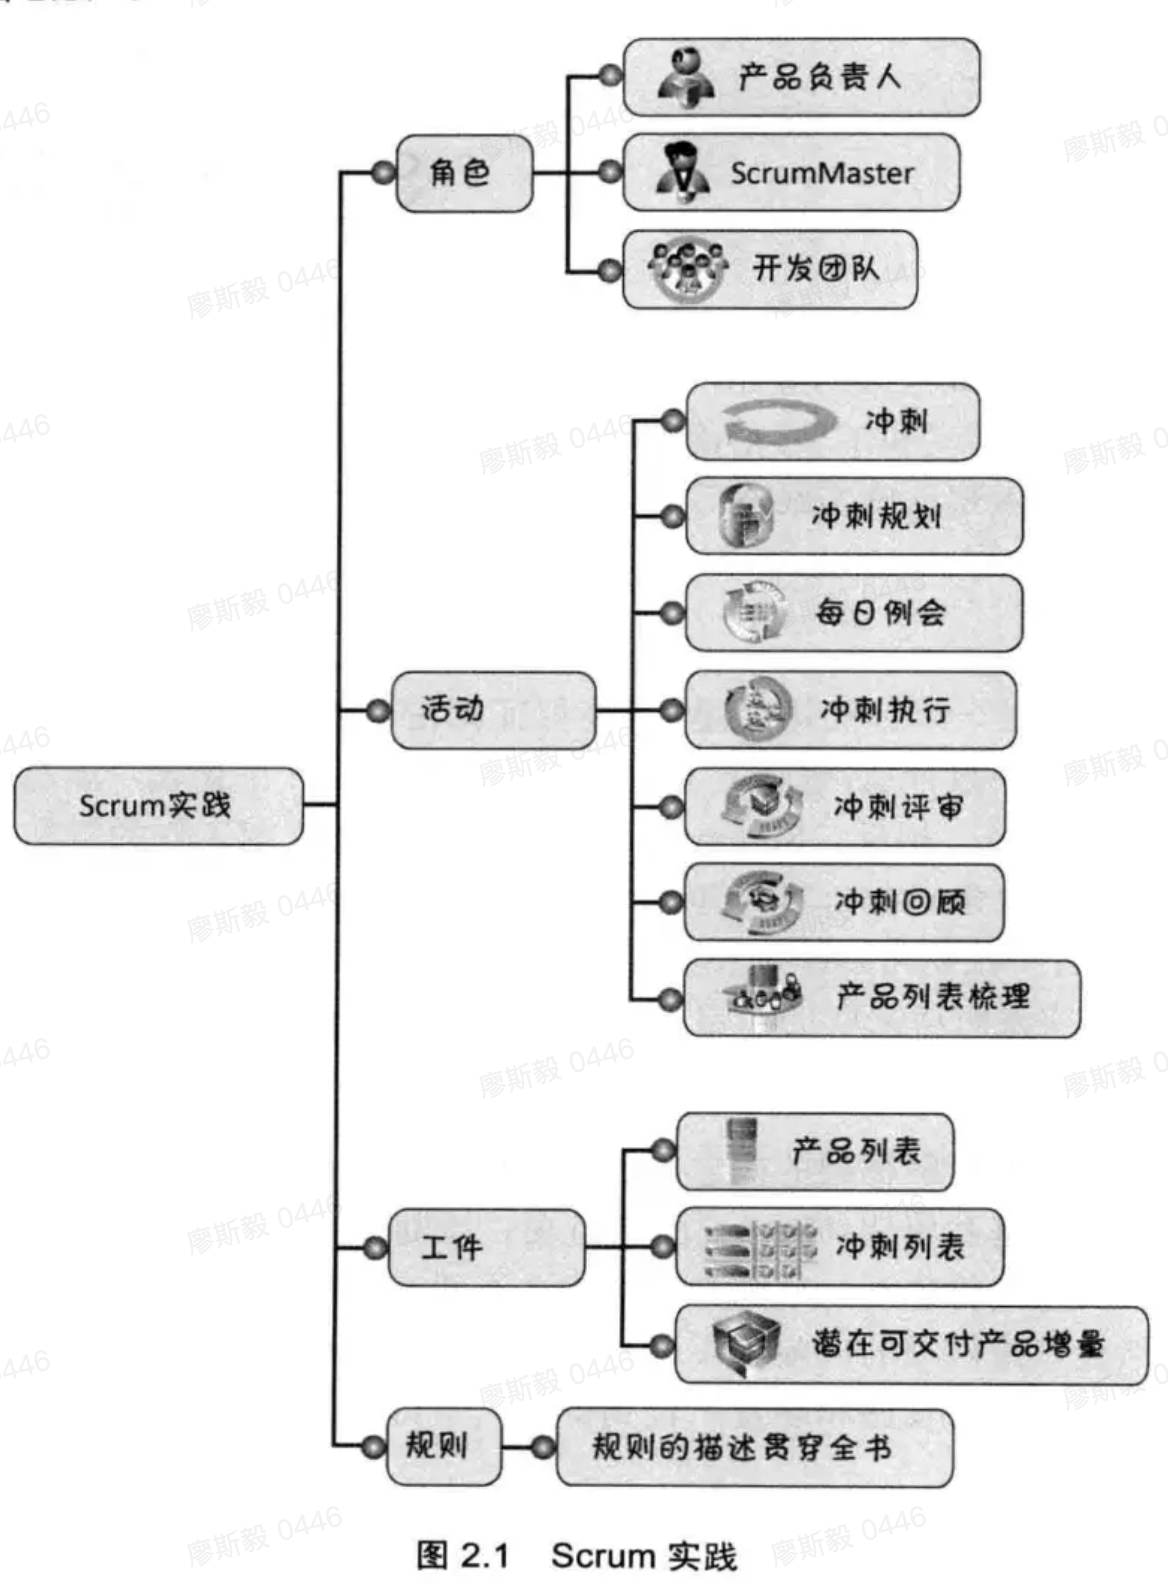 产品负责人
角色
ScrumMaster
开发团队
冲刺
冲刺规划
每日例会
冲刺执行
活动
冲刺评审
Scrum实践
冲刺回顾
产品列表梳理
产品列表
工件
冲刺列表
潜在可交付产品增量
规则
规则的描述贯穿全书
图 2.1 Scrum 实践
廖斯毅 0446